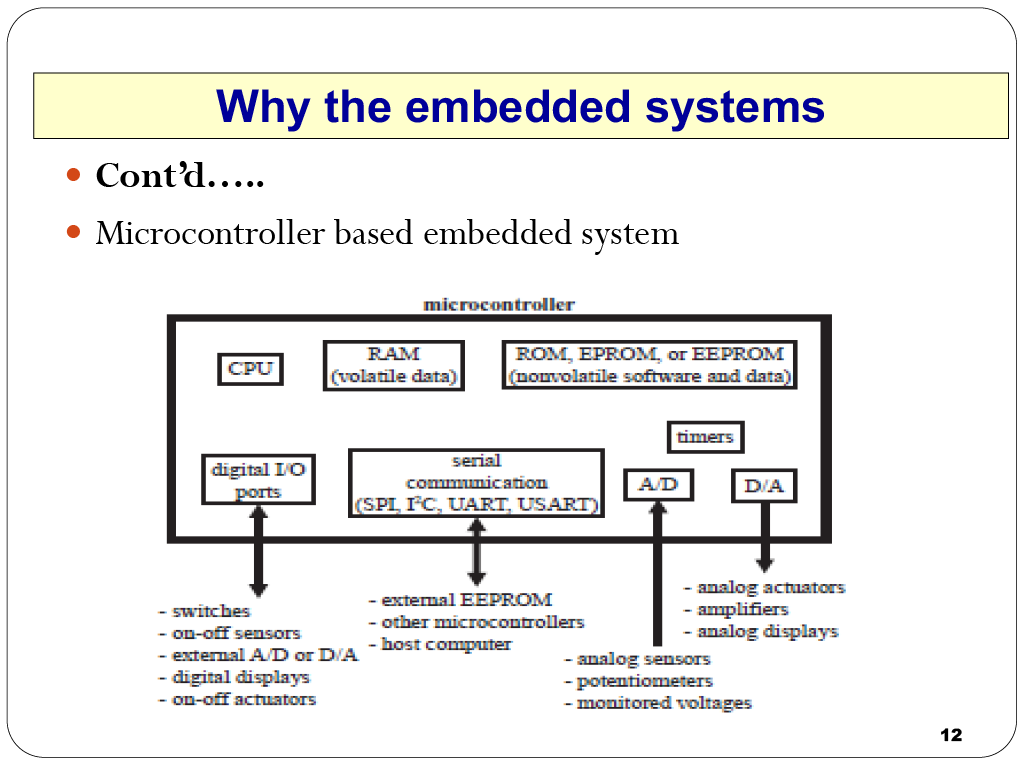 Why the embedded systems
Cont’d…..
Microcontroller based embedded system
microcontroller
CPU
RAM
(volatile data)
ROM, EPROM, or EEPROM
(nonvolatile software and data)
timers
digital I/O
ports
serial
communication
(SPI, I²C, UART, USART)
A/D
D/A
- switches
- on-off sensors
- external A/D or D/A
- digital displays
- on-off actuators
- external EEPROM
- other microcontrollers
- host computer
- analog sensors
- potentiometers
- monitored voltages
- analog actuators
- amplifiers
- analog displays
12